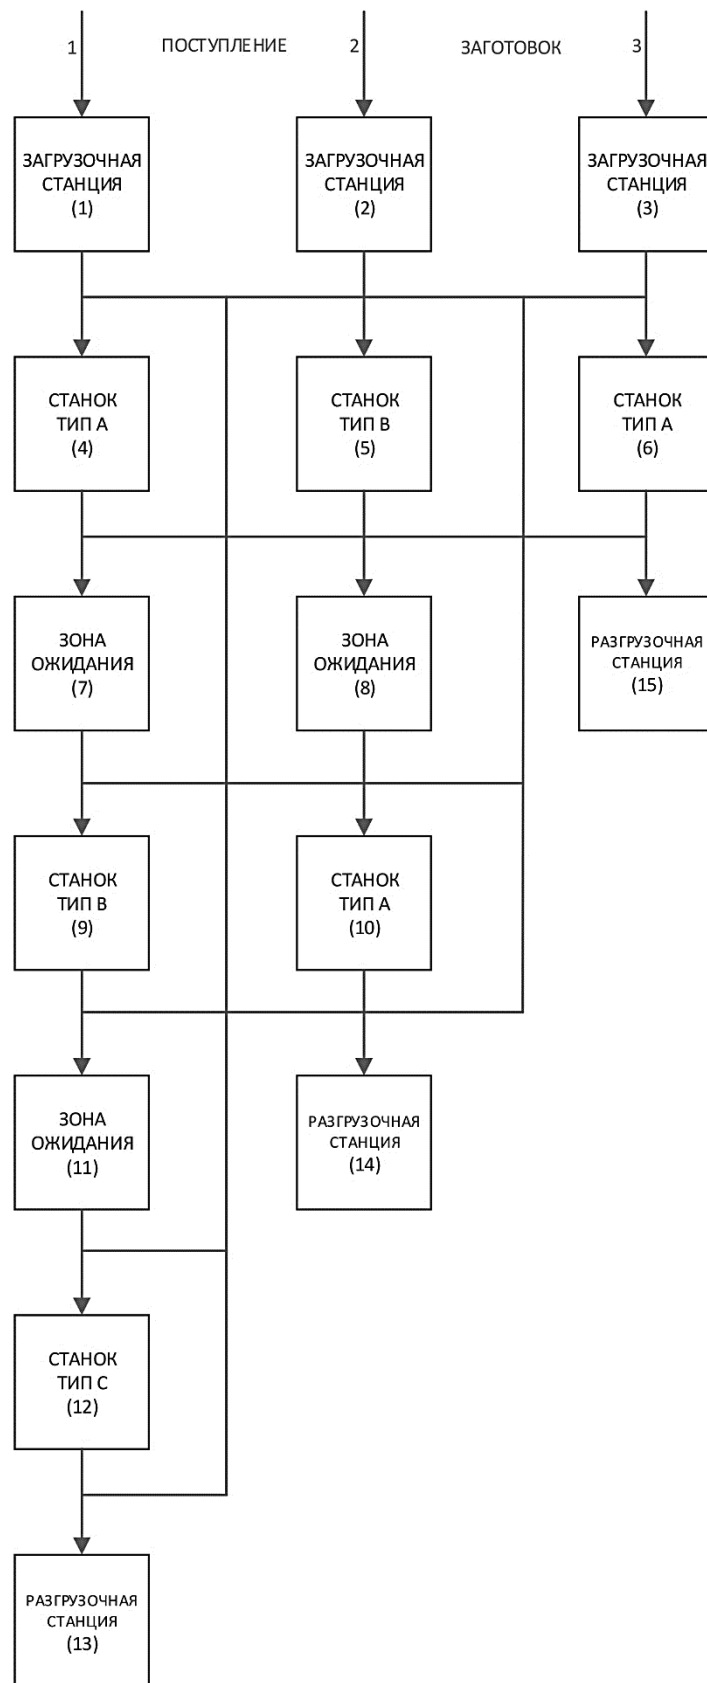 1 ПОСТУПЛЕНИЕ 2 ЗАГОТОВОК 3
ЗАГРУЗОЧНАЯ
СТАНЦИЯ
(1)
ЗАГРУЗОЧНАЯ
СТАНЦИЯ
(2)
ЗАГРУЗОЧНАЯ
СТАНЦИЯ
(3)
СТАНОК
ТИП А
(4)
СТАНОК
ТИП В
(5)
СТАНОК
ТИП А
(6)
ЗОНА
ОЖИДАНИЯ
(7)
ЗОНА
ОЖИДАНИЯ
(8)
РАЗГРУЗОЧНАЯ
СТАНЦИЯ
(15)
СТАНОК
ТИП В
(9)
СТАНОК
ТИП А
(10)
ЗОНА
ОЖИДАНИЯ
(11)
РАЗГРУЗОЧНАЯ
СТАНЦИЯ
(14)
СТАНОК
ТИП С
(12)
РАЗГРУЗОЧНАЯ
СТАНЦИЯ
(13)